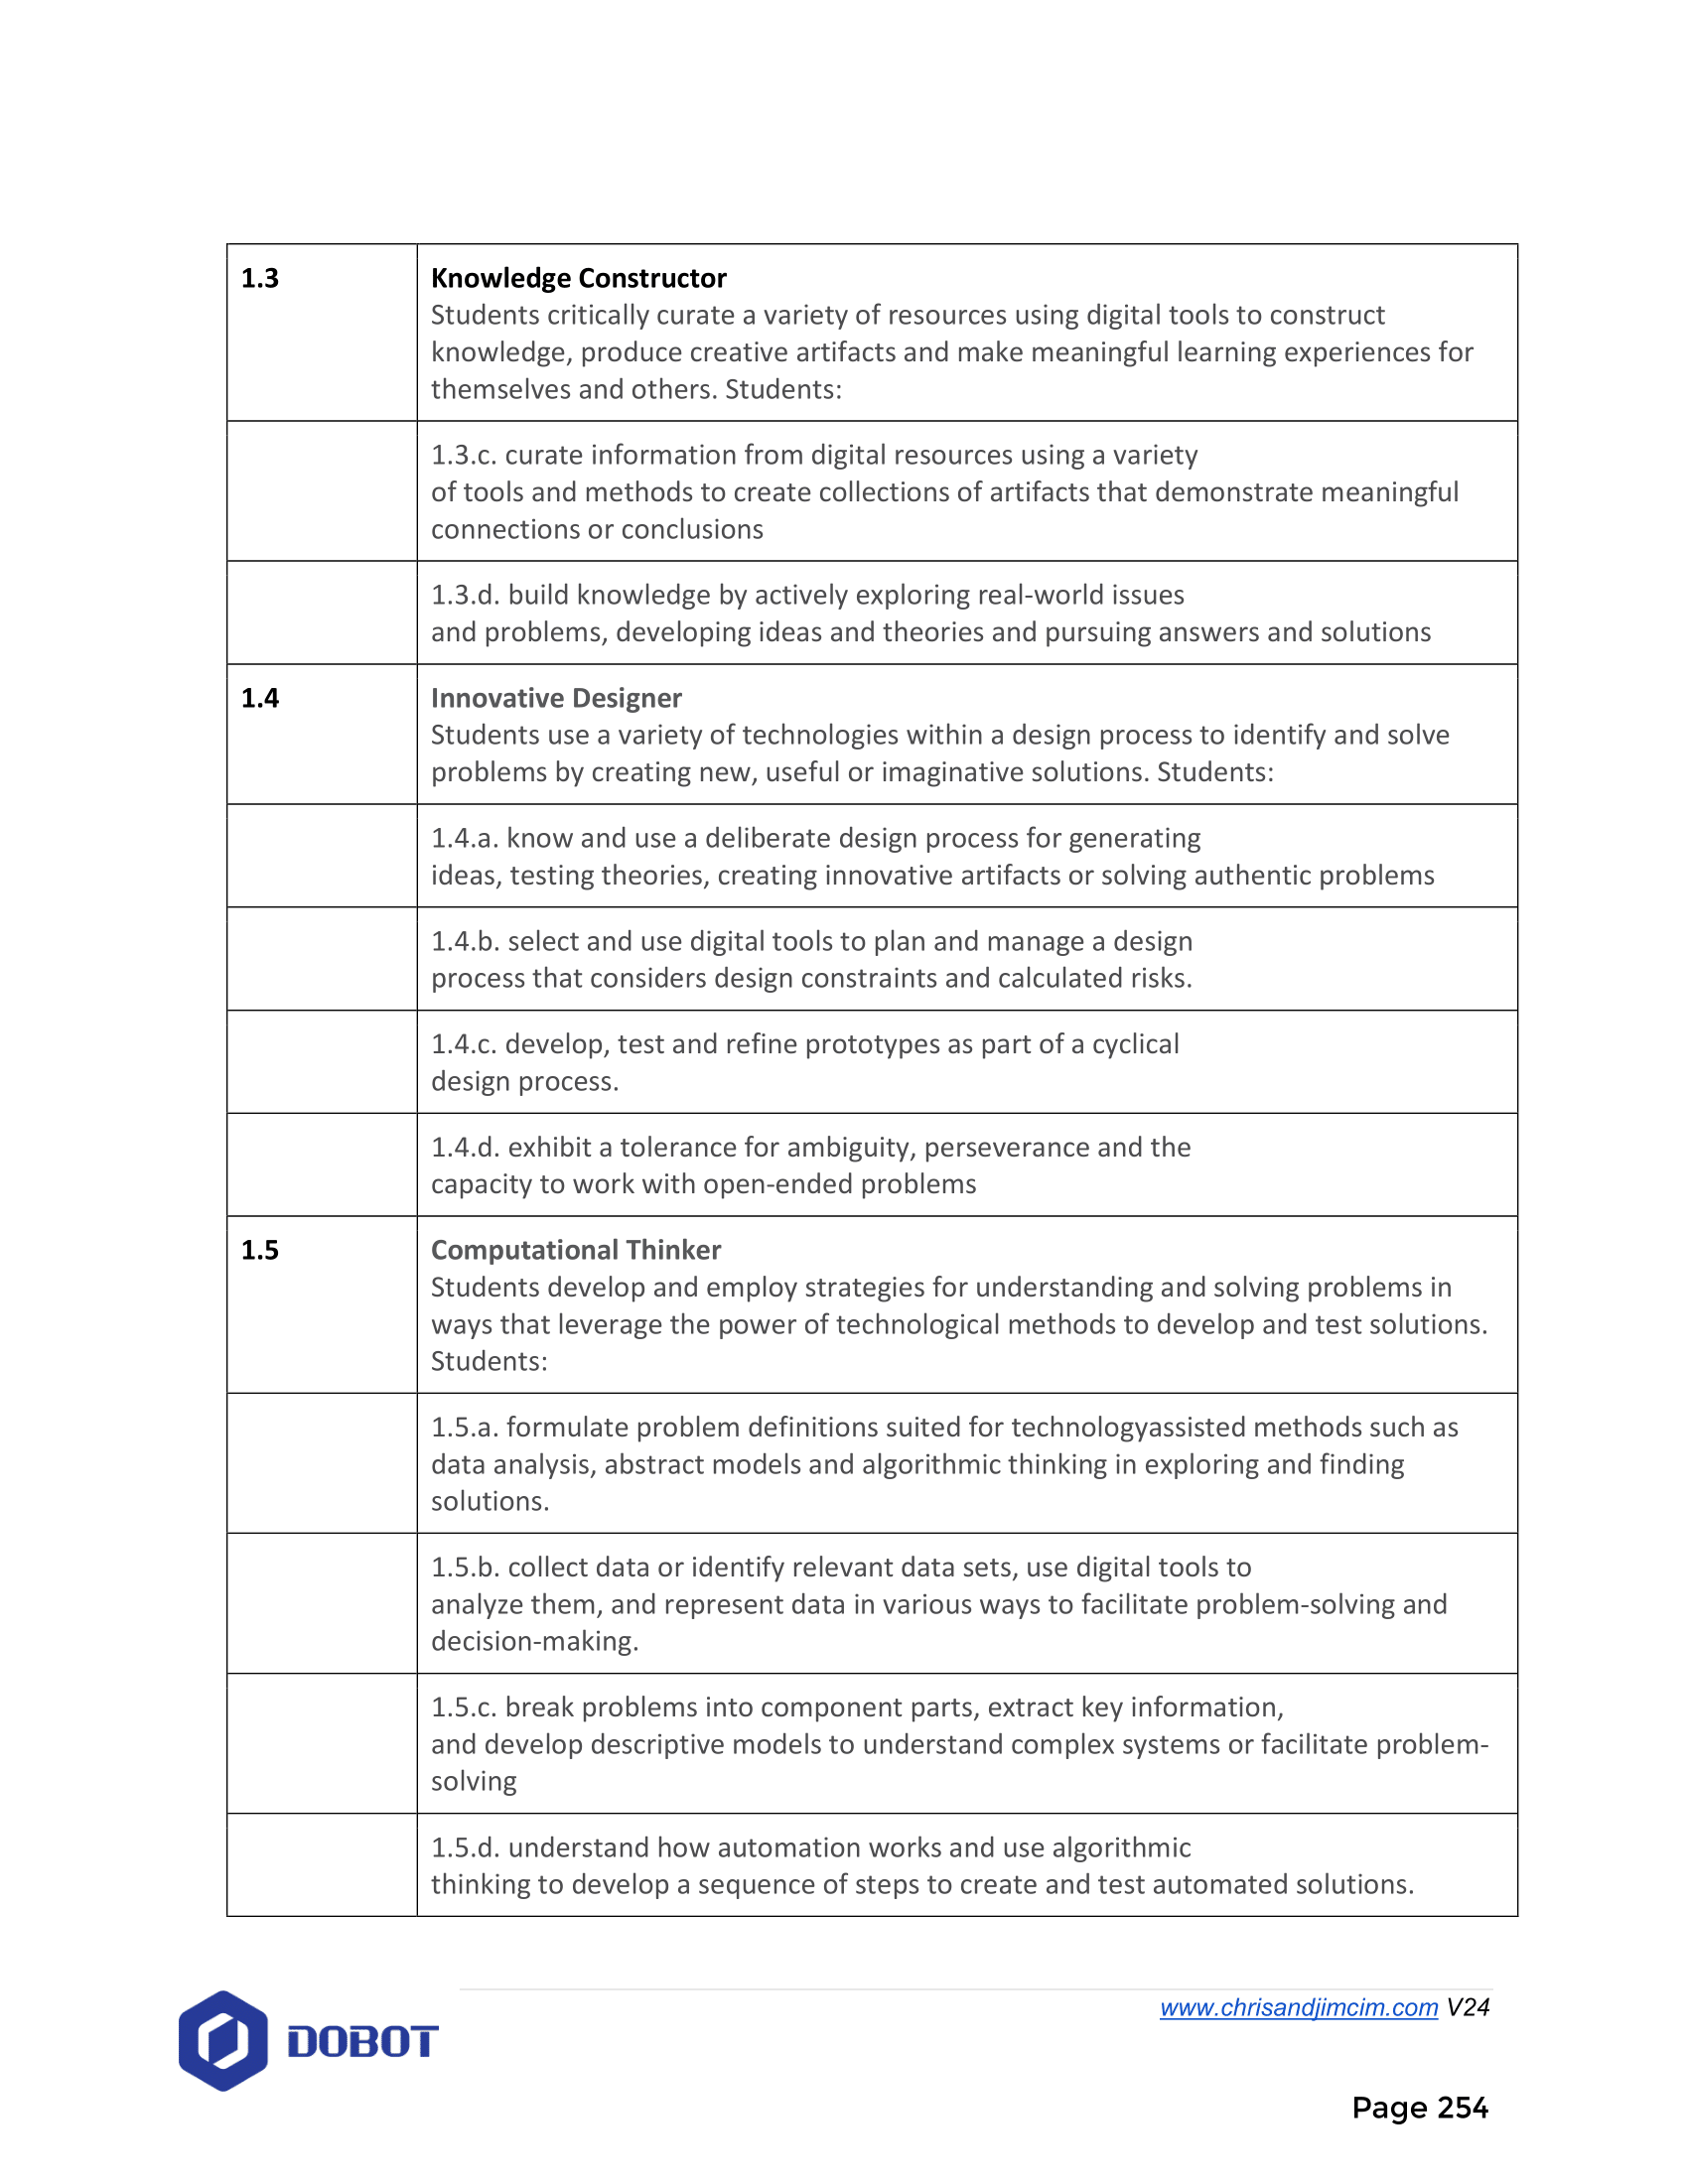 1.3
Knowledge Constructor
Students critically curate a variety of resources using digital tools to construct
knowledge, produce creative artifacts and make meaningful learning experiences for
themselves and others. Students:
1.3.c. curate information from digital resources using a variety
of tools and methods to create collections of artifacts that demonstrate meaningful
connections or conclusions
1.3.d. build knowledge by actively exploring real-world issues
and problems, developing ideas and theories and pursuing answers and solutions
1.4
Innovative Designer
Students use a variety of technologies within a design process to identify and solve
problems by creating new, useful or imaginative solutions. Students:
1.4.a. know and use a deliberate design process for generating
ideas, testing theories, creating innovative artifacts or solving authentic problems
1.4.b. select and use digital tools to plan and manage a design
process that considers design constraints and calculated risks.
1.4.c. develop, test and refine prototypes as part of a cyclical
design process.
1.4.d. exhibit a tolerance for ambiguity, perseverance and the
capacity to work with open-ended problems
1.5
Computational Thinker
Students develop and employ strategies for understanding and solving problems in
ways that leverage the power of technological methods to develop and test solutions.
Students:
1.5.a. formulate problem definitions suited for technologyassisted methods such as
data analysis, abstract models and algorithmic thinking in exploring and finding
solutions.
1.5.b. collect data or identify relevant data sets, use digital tools to
analyze them, and represent data in various ways to facilitate problem-solving and
decision-making.
1.5.c. break problems into component parts, extract key information,
and develop descriptive models to understand complex systems or facilitate problem-
solving
1.5.d. understand how automation works and use algorithmic
thinking to develop a sequence of steps to create and test automated solutions.
www.chrisandjimcim.com V24
DOBOT
Page 254